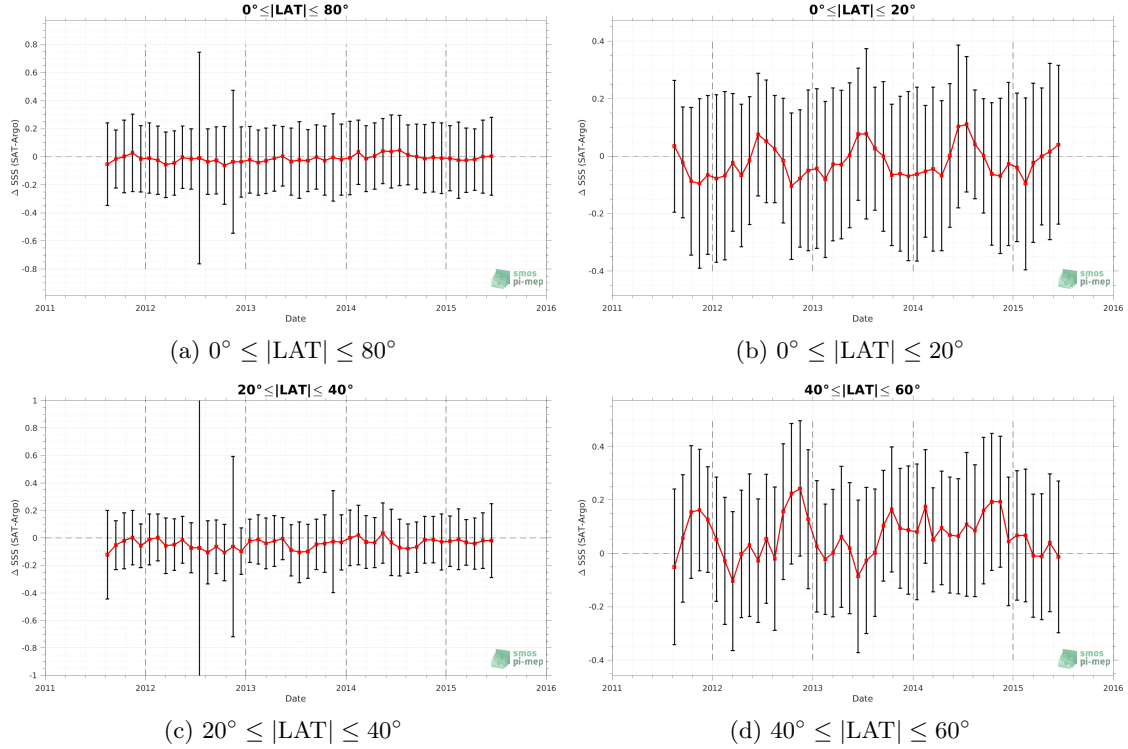 0°≤|LAT|≤ 80°
Δ SSS (SAT-Argo)
0.8
0.6
0.4
0.2
0
-0.2
-0.4
-0.6
-0.8
2011 2012 2013 2014 2015 2016
Date
smos
pi-mep
(a) 0° ≤ |LAT| ≤ 80°
0°≤|LAT|≤ 20°
Δ SSS (SAT-Argo)
0.4
0.2
0
-0.2
-0.4
2011 2012 2013 2014 2015 2016
Date
smos
pi-mep
(b) 0° ≤ |LAT| ≤ 20°
20°≤|LAT|≤ 40°
Δ SSS (SAT-Argo)
1
0.8
0.6
0.4
0.2
0
-0.2
-0.4
-0.6
-0.8
-1
2011 2012 2013 2014 2015 2016
Date
smos
pi-mep
(c) 20° ≤ |LAT| ≤ 40°
40°≤|LAT|≤ 60°
Δ SSS (SAT-Argo)
0.4
0.2
0
-0.2
-0.4
2011 2012 2013 2014 2015 2016
Date
smos
pi-mep
(d) 40° ≤ |LAT| ≤ 60°